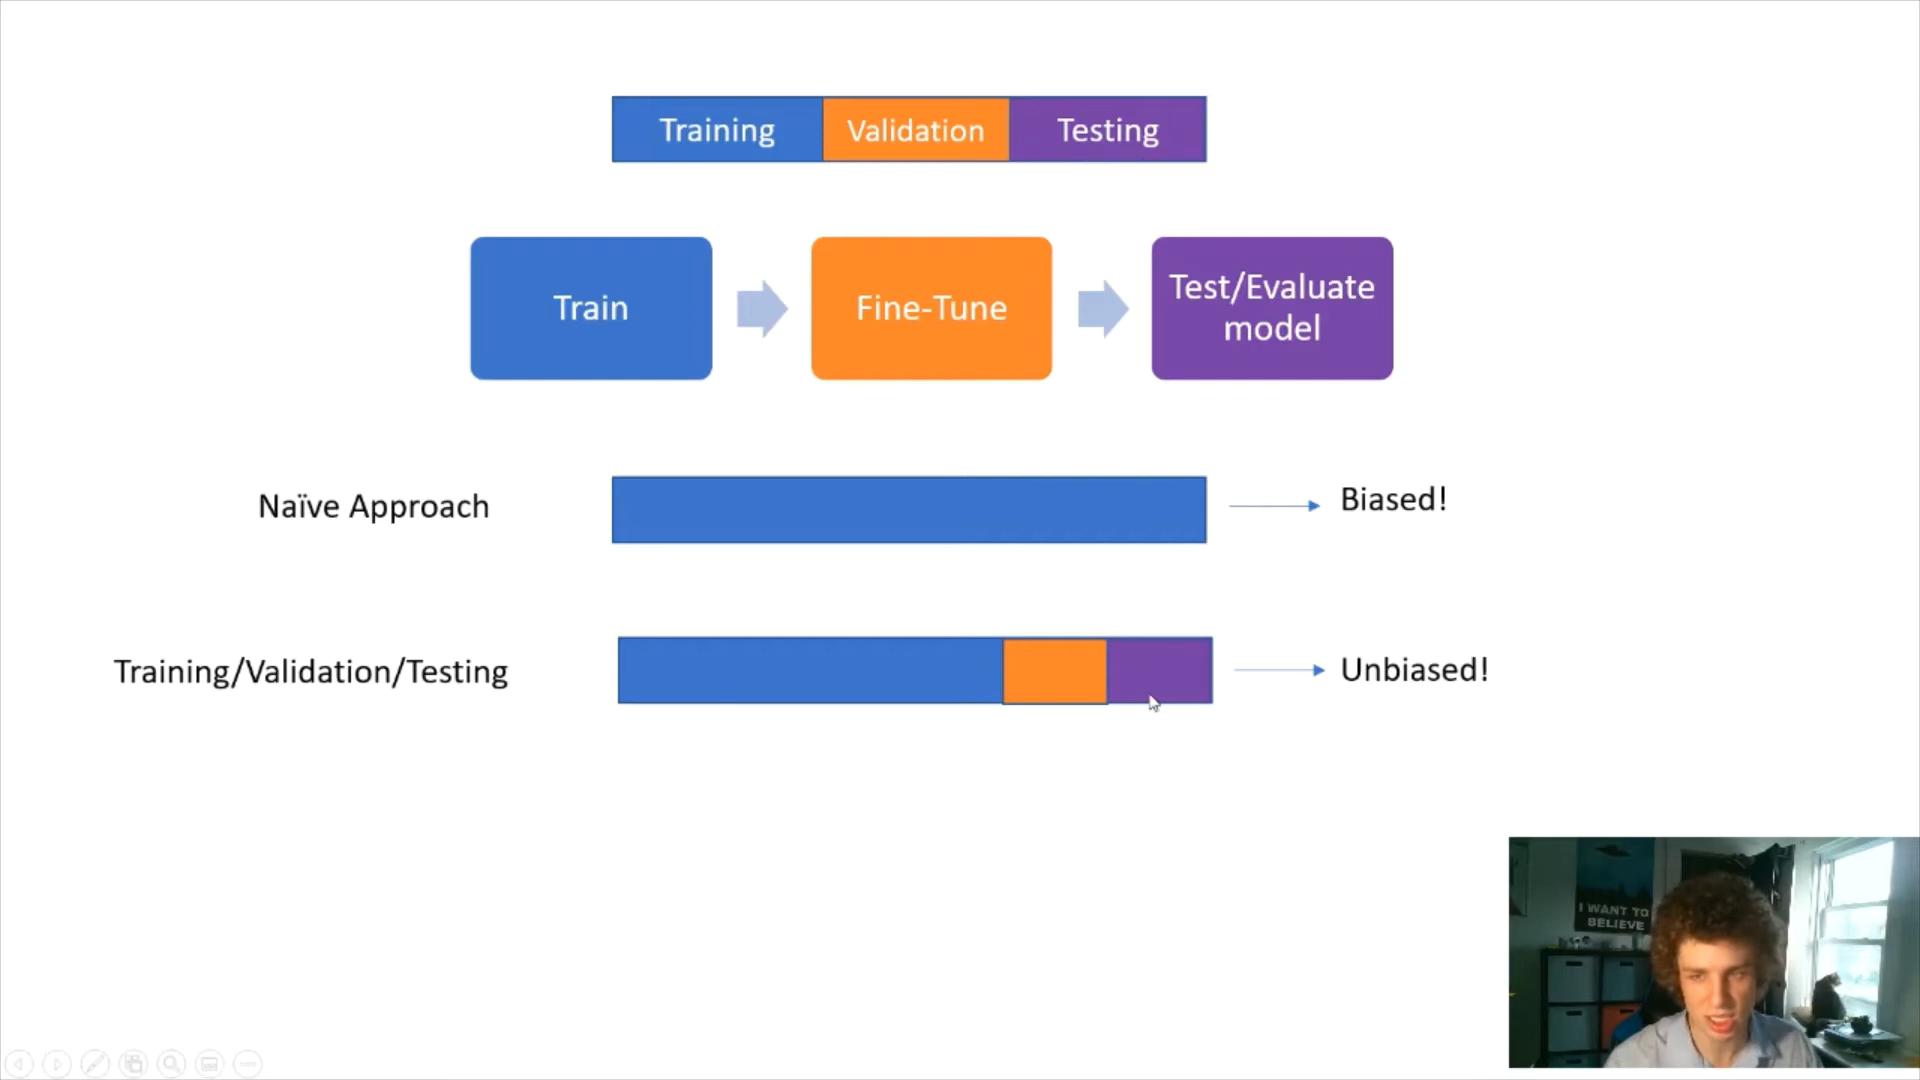 Training Validation Testing
Train Fine-Tune Test/Evaluate
model
Naïve Approach Biased!
Training/Validation/Testing Unbiased!
I WANT TO
BELIEVE